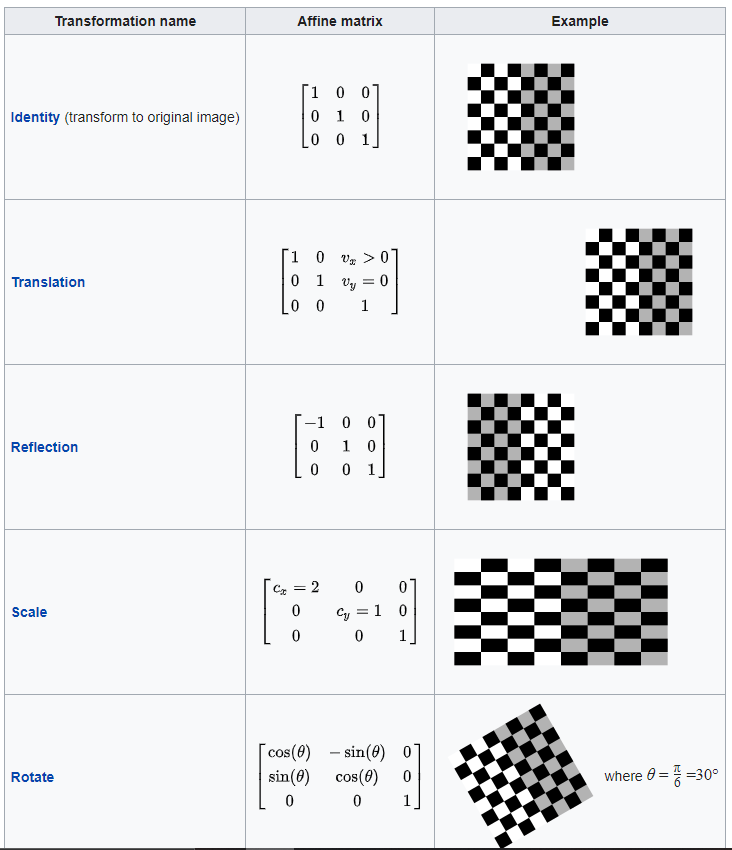 Transformation name Affine matrix Example
Identity (transform to original image)
1 0 0
0 1 0
0 0 1
Translation
1 0 vₓ > 0
0 1 v_y = 0
0 0 1
Reflection
−1 0 0
0 1 0
0 0 1
Scale
cₓ = 2 0 0
0 c_y = 1 0
0 0 1
Rotate
cos(θ) − sin(θ) 0
sin(θ) cos(θ) 0
0 0 1
where θ = π/6 =30°